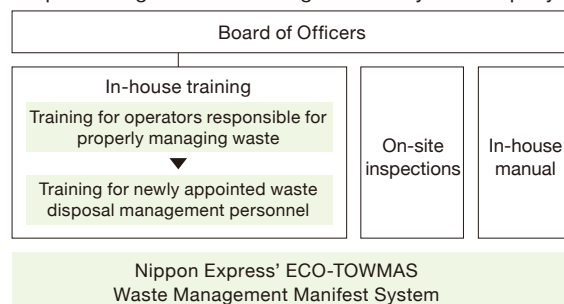 Board of Officers
In-house training
Training for operators responsible for
properly managing waste
▼
Training for newly appointed waste
disposal management personnel
On-site
inspections
In-house
manual
Nippon Express' ECO-TOWMAS
Waste Management Manifest System